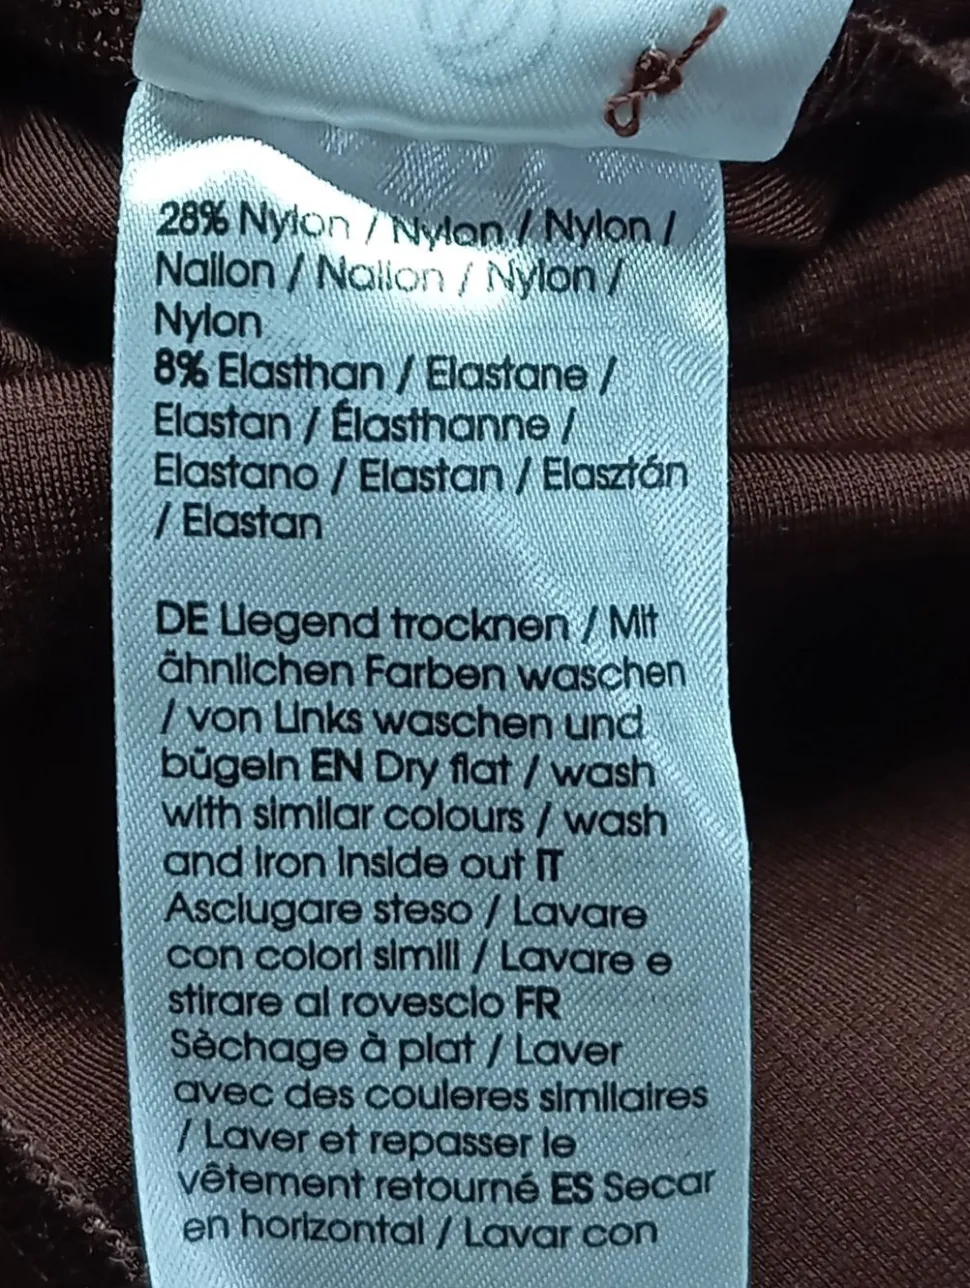 28% Nylon / Nylon / Nylon /
Nailon / Nailon / Nylon /
Nylon
8% Elasthan / Elastane /
Elastan / Élasthanne /
Elastano / Elastan / Elasztán
/ Elastan
DE Liegend trocknen / Mit
ähnlichen Farben waschen
/ von Links waschen und
bügeln EN Dry flat / wash
with similar colours / wash
and iron inside out IT
Asciugare steso / Lavare
con colori simili / Lavare e
stirare al rovescio FR
Sèchage à plat / Laver
avec des couleres similaires
/ Laver et repasser le
vêtement retourné ES Secar
en horizontal / Lavar con